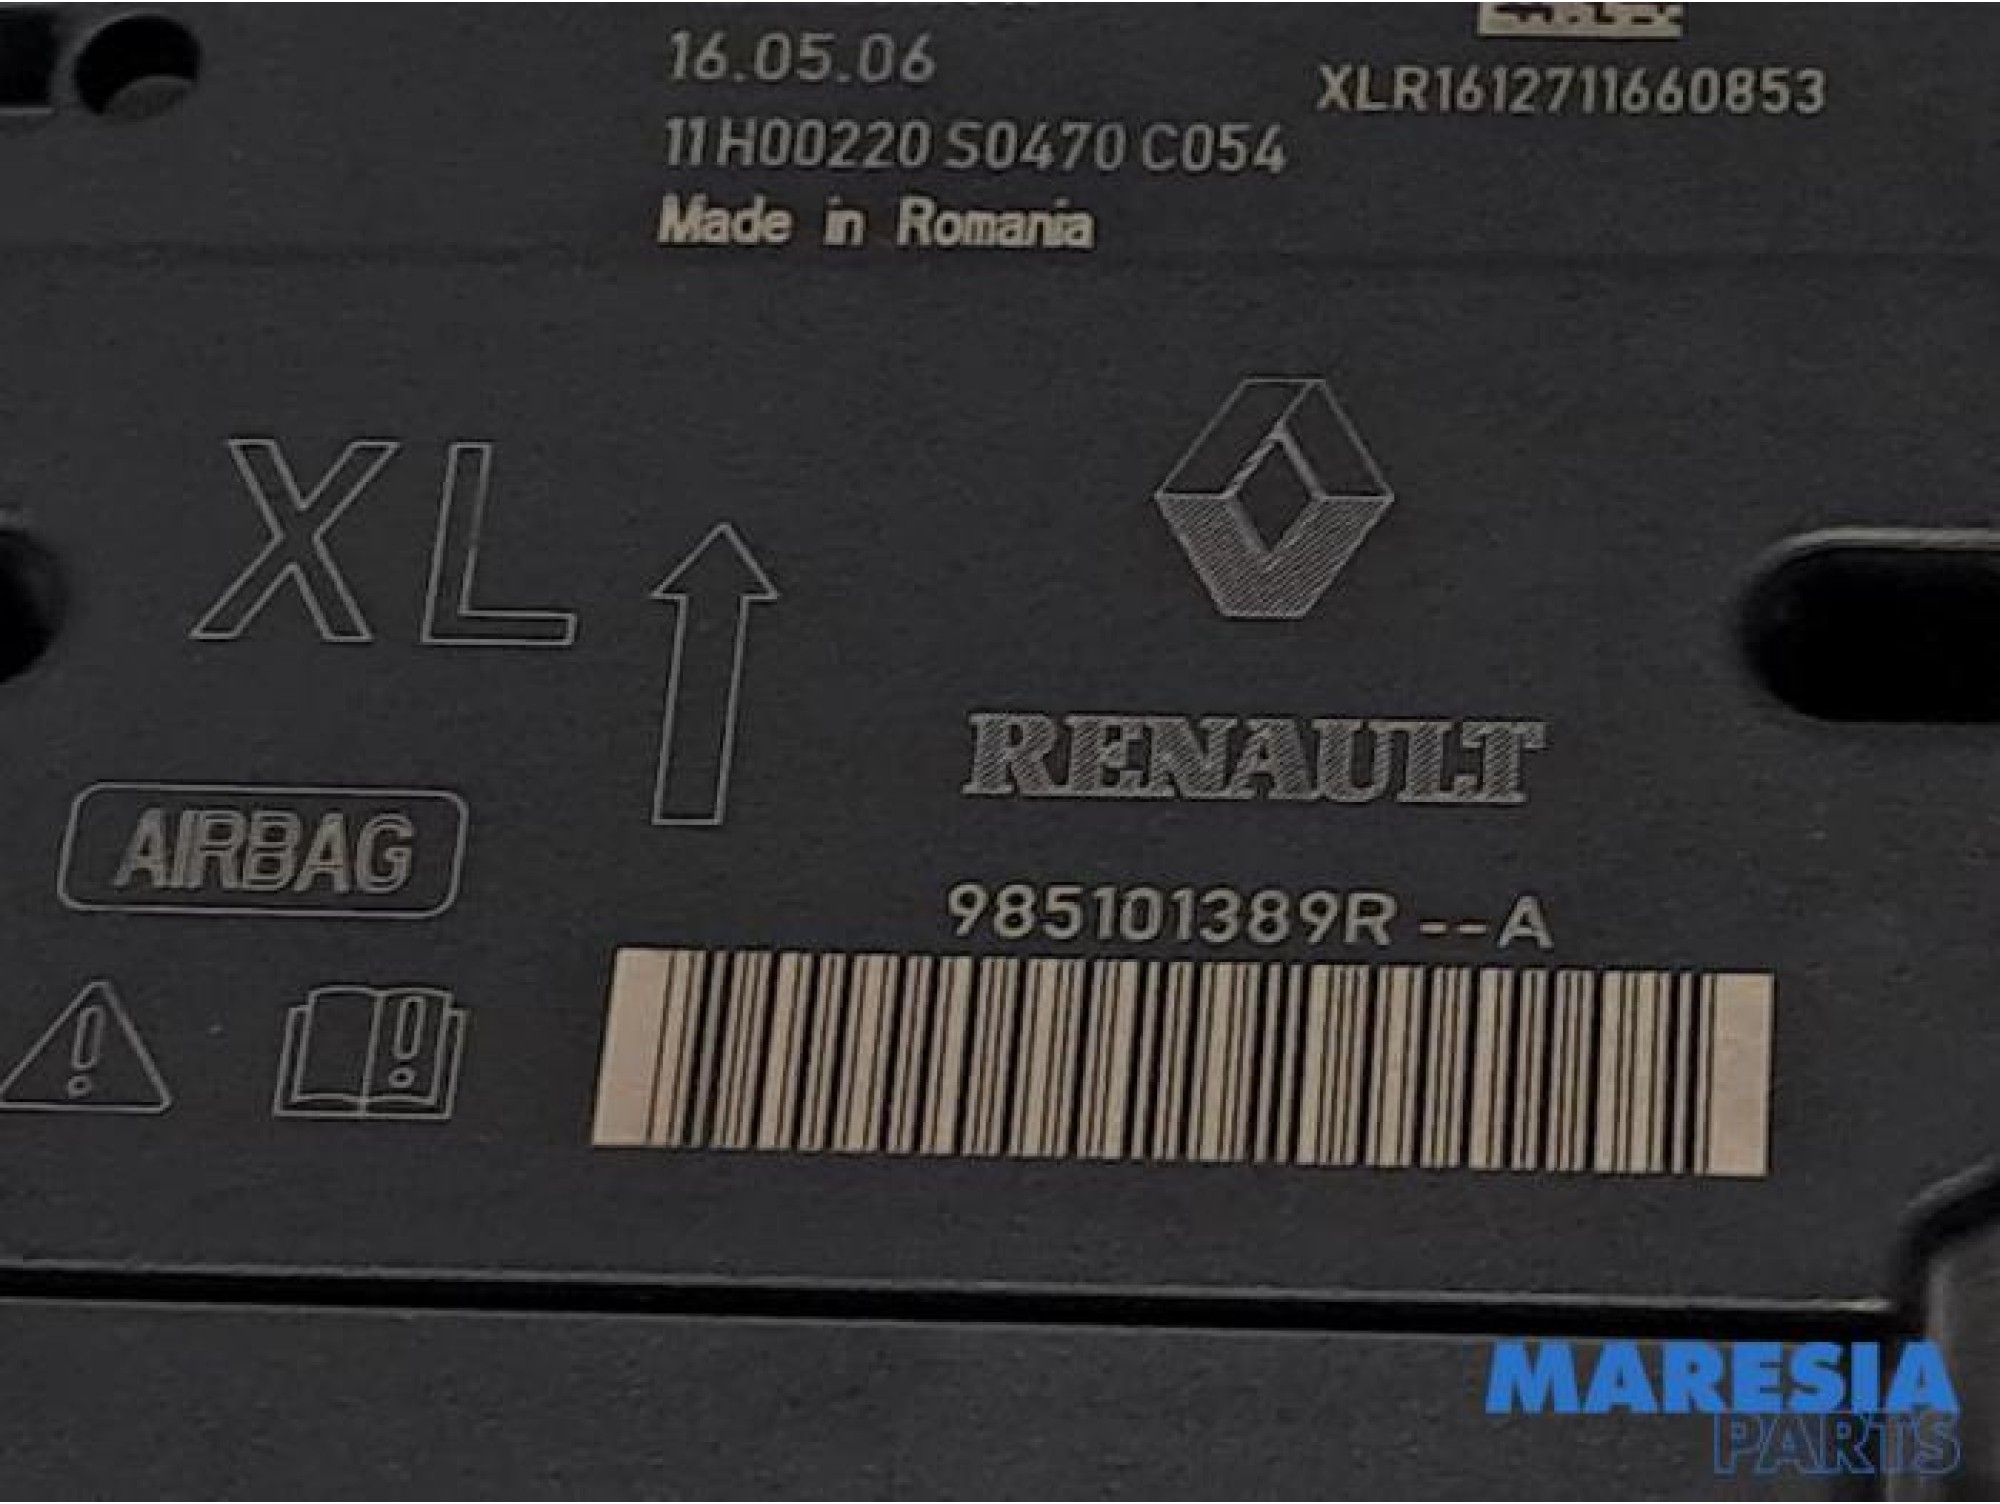 16.05.06
XLR1612711660853
11H00220 S0470 C054
Made in Romania
XL
RENAULT
AIRBAG
985101389R --A
MARESIA
PARTS